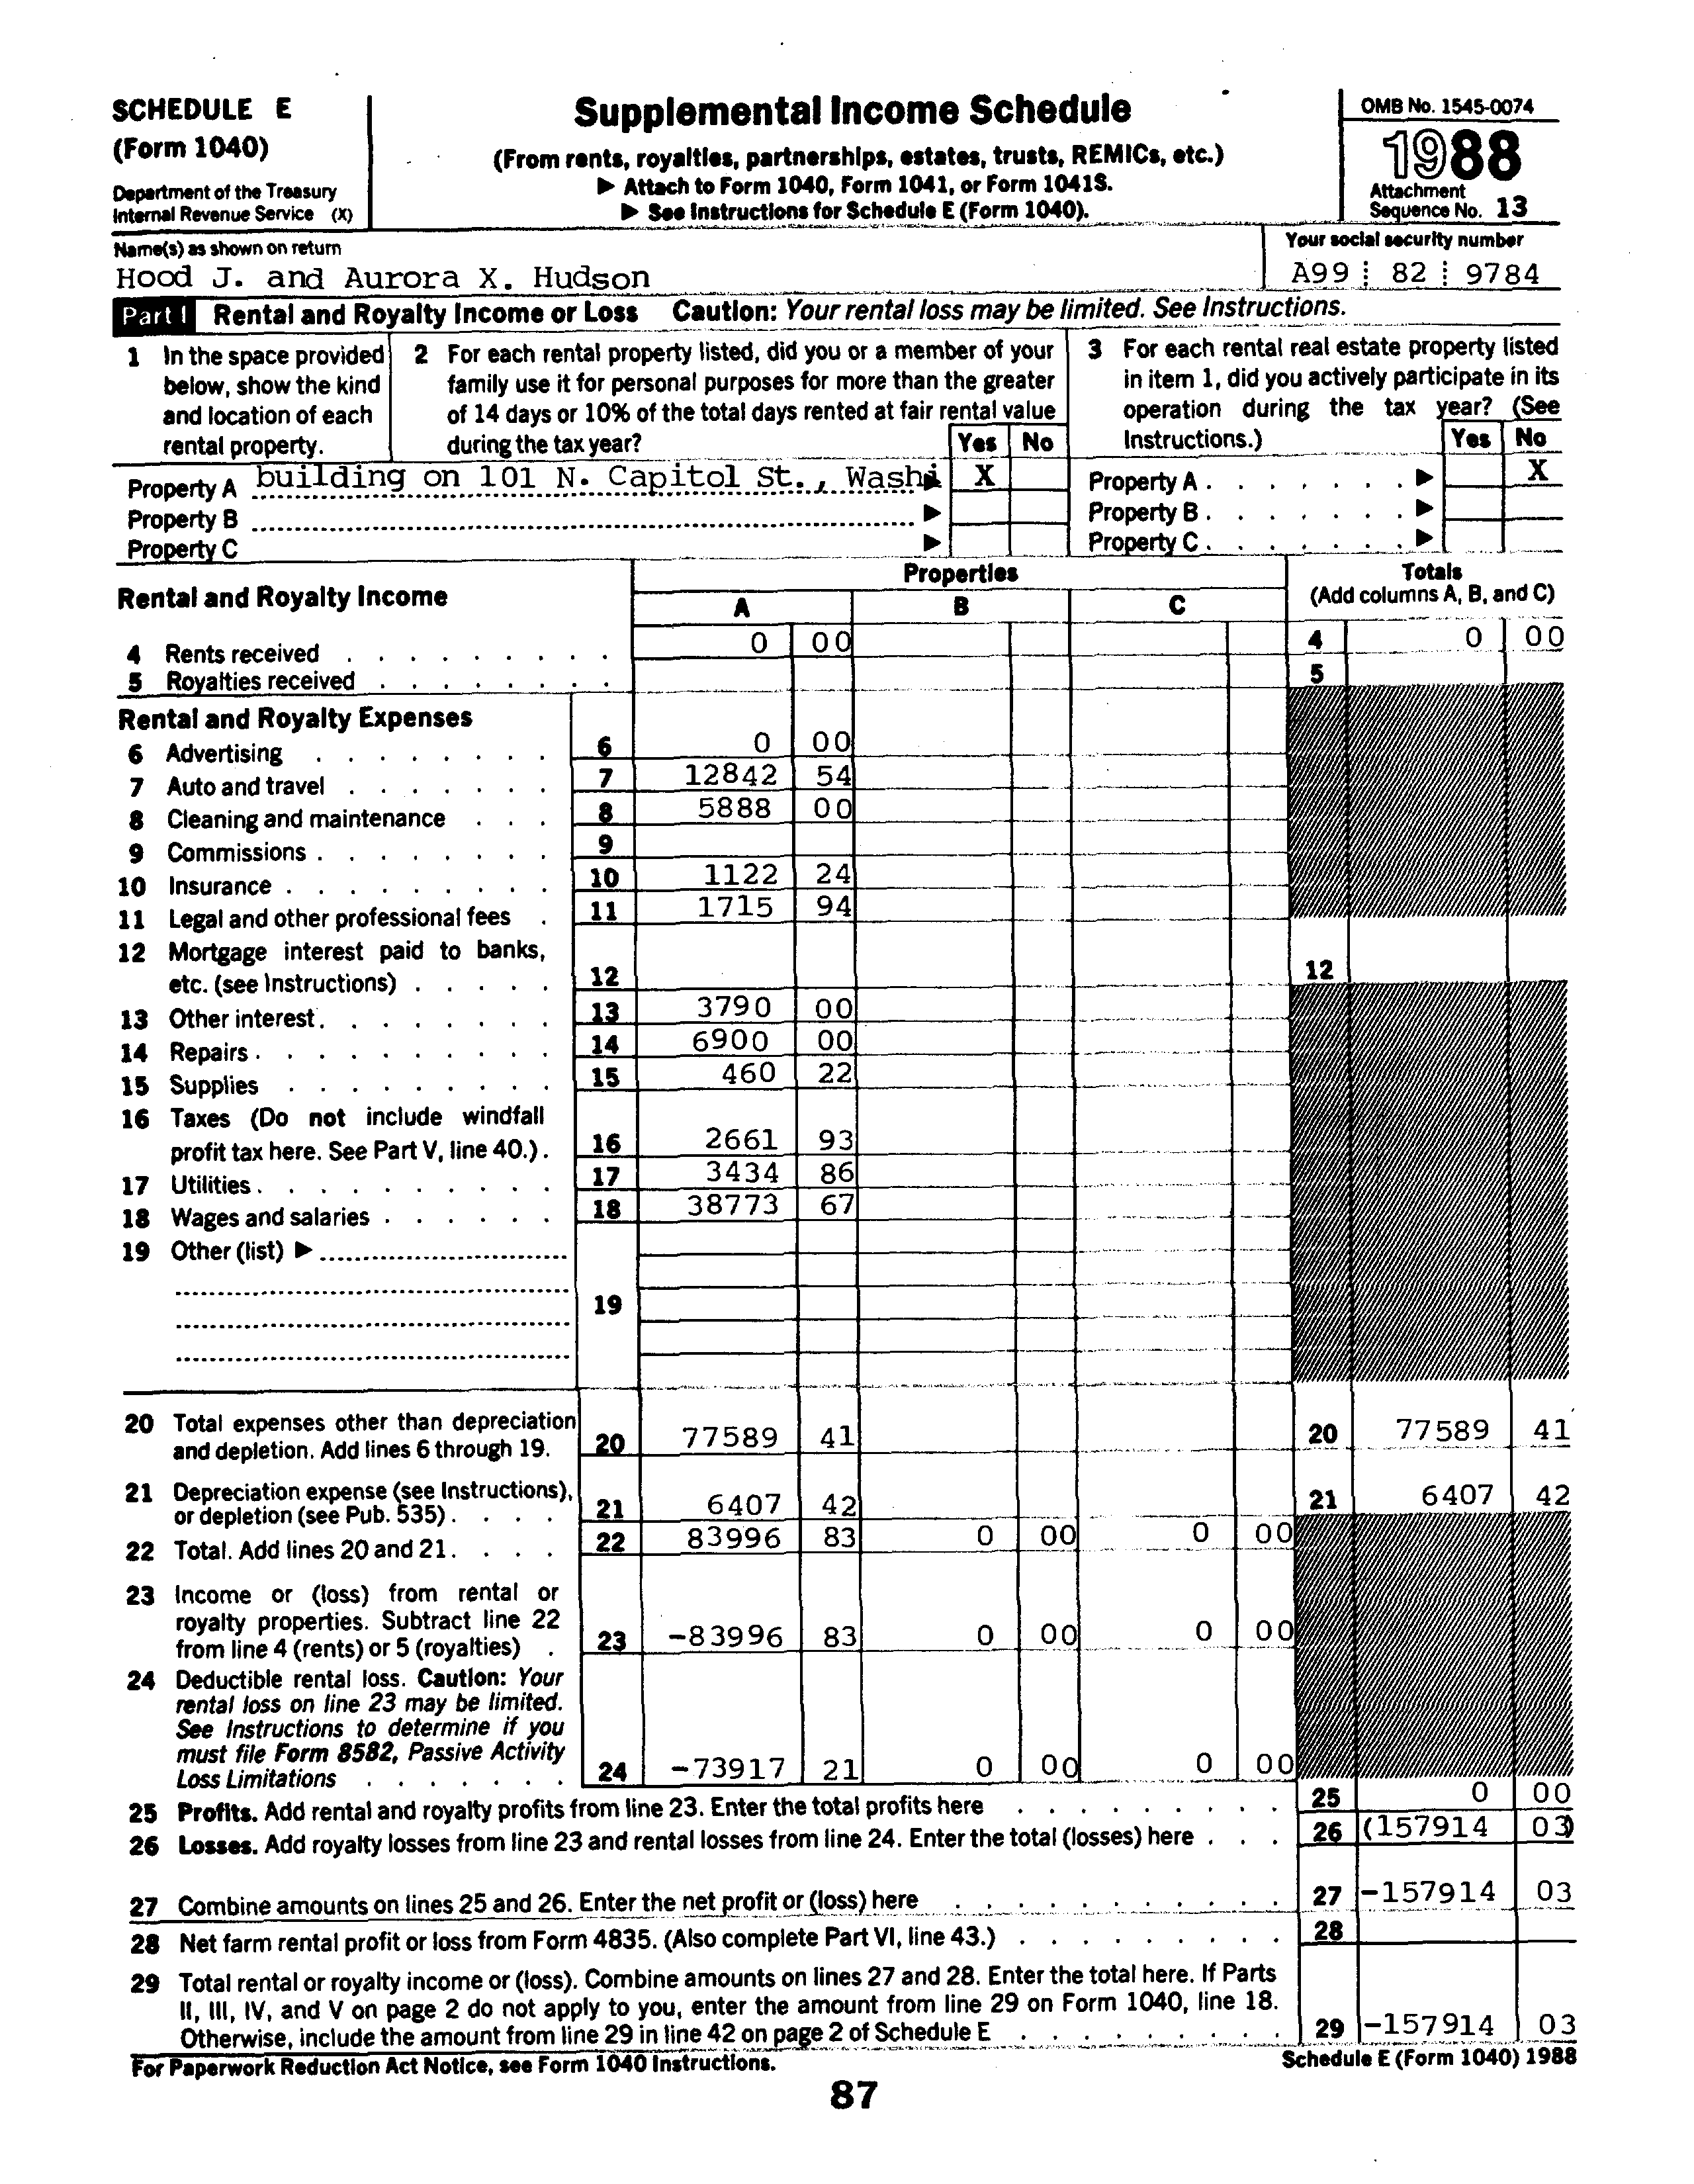 SCHEDULE E
(Form 1040)
Department of the Treasury
Internal Revenue Service (X)
Supplemental Income Schedule
(From rents, royalties, partnerships, estates, trusts, REMICs, etc.)
▶ Attach to Form 1040, Form 1041, or Form 1041S.
▶ See Instructions for Schedule E (Form 1040).
OMB No. 1545-0074
1988
Attachment
Sequence No. 13
Name(s) as shown on return
Hood J. and Aurora X. Hudson
Your social security number
A99 82 9784
Part I Rental and Royalty Income or Loss Caution: Your rental loss may be limited. See Instructions.
1 In the space provided
below, show the kind
and location of each
rental property.
2 For each rental property listed, did you or a member of your
family use it for personal purposes for more than the greater
of 14 days or 10% of the total days rented at fair rental value
during the tax year?
Yes No
3 For each rental real estate property listed
in item 1, did you actively participate in its
operation during the tax year? (See
Instructions.)
Yes No
Property A building on 101 N. Capitol St., Washi ▶ X
Property A . . . . . . . ▶ X
Property B ▶
Property B . . . . . . . ▶
Property C ▶
Property C . . . . . . . ▶
Rental and Royalty Income
Properties
A B C
Totals
(Add columns A, B, and C)
4 Rents received . . . . . . . . . 0 00 4 0 00
5 Royalties received . . . . . . . . 5
Rental and Royalty Expenses
6 Advertising . . . . . . . . 6 0 00
7 Auto and travel . . . . . . . 7 12842 54
8 Cleaning and maintenance . . . 8 5888 00
9 Commissions . . . . . . . . 9
10 Insurance . . . . . . . . . 10 1122 24
11 Legal and other professional fees . 11 1715 94
12 Mortgage interest paid to banks,
etc. (see Instructions) . . . . . 12 12
13 Other interest . . . . . . . . 13 3790 00
14 Repairs . . . . . . . . . . 14 6900 00
15 Supplies . . . . . . . . . 15 460 22
16 Taxes (Do not include windfall
profit tax here. See Part V, line 40.) . 16 2661 93
17 Utilities . . . . . . . . . . 17 3434 86
18 Wages and salaries . . . . . . 18 38773 67
19 Other (list) ▶
19
20 Total expenses other than depreciation
and depletion. Add lines 6 through 19. 20 77589 41 20 77589 41
21 Depreciation expense (see Instructions),
or depletion (see Pub. 535) . . . . 21 6407 42 21 6407 42
22 Total. Add lines 20 and 21 . . . . 22 83996 83 0 00 0 00
23 Income or (loss) from rental or
royalty properties. Subtract line 22
from line 4 (rents) or 5 (royalties) . 23 -83996 83 0 00 0 00
24 Deductible rental loss. Caution: Your
rental loss on line 23 may be limited.
See Instructions to determine if you
must file Form 8582, Passive Activity
Loss Limitations . . . . . . . 24 -73917 21 0 00 0 00
25 Profits. Add rental and royalty profits from line 23. Enter the total profits here . . . . . . . . . 25 0 00
26 Losses. Add royalty losses from line 23 and rental losses from line 24. Enter the total (losses) here . . . 26 (157914 03)
27 Combine amounts on lines 25 and 26. Enter the net profit or (loss) here . . . . . . . . . . . 27 -157914 03
28 Net farm rental profit or loss from Form 4835. (Also complete Part VI, line 43.) . . . . . . . . . 28
29 Total rental or royalty income or (loss). Combine amounts on lines 27 and 28. Enter the total here. If Parts
II, III, IV, and V on page 2 do not apply to you, enter the amount from line 29 on Form 1040, line 18.
Otherwise, include the amount from line 29 in line 42 on page 2 of Schedule E . . . . . . . . . 29 -157914 03
For Paperwork Reduction Act Notice, see Form 1040 Instructions.
Schedule E (Form 1040) 1988
87